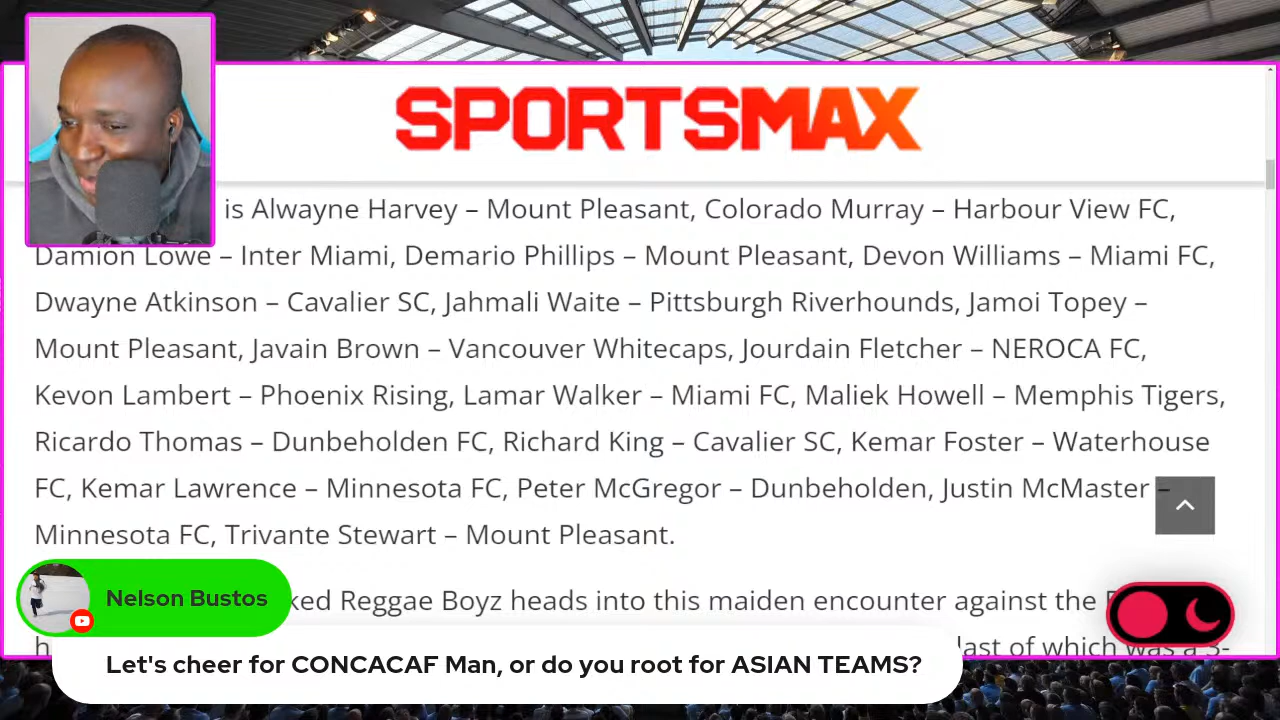 SPORTSMAX
is Alwayne Harvey – Mount Pleasant, Colorado Murray – Harbour View FC,
Damion Lowe – Inter Miami, Demario Phillips – Mount Pleasant, Devon Williams – Miami FC,
Dwayne Atkinson – Cavalier SC, Jahmali Waite – Pittsburgh Riverhounds, Jamoi Topey –
Mount Pleasant, Javain Brown – Vancouver Whitecaps, Jourdain Fletcher – NEROCA FC,
Kevon Lambert – Phoenix Rising, Lamar Walker – Miami FC, Maliek Howell – Memphis Tigers,
Ricardo Thomas – Dunbeholden FC, Richard King – Cavalier SC, Kemar Foster – Waterhouse
FC, Kemar Lawrence – Minnesota FC, Peter McGregor – Dunbeholden, Justin McMaster –
Minnesota FC, Trivante Stewart – Mount Pleasant.
Reggae Boyz heads into this maiden encounter against the
last of which was a 3-
Nelson Bustos
Let's cheer for CONCACAF Man, or do you root for ASIAN TEAMS?